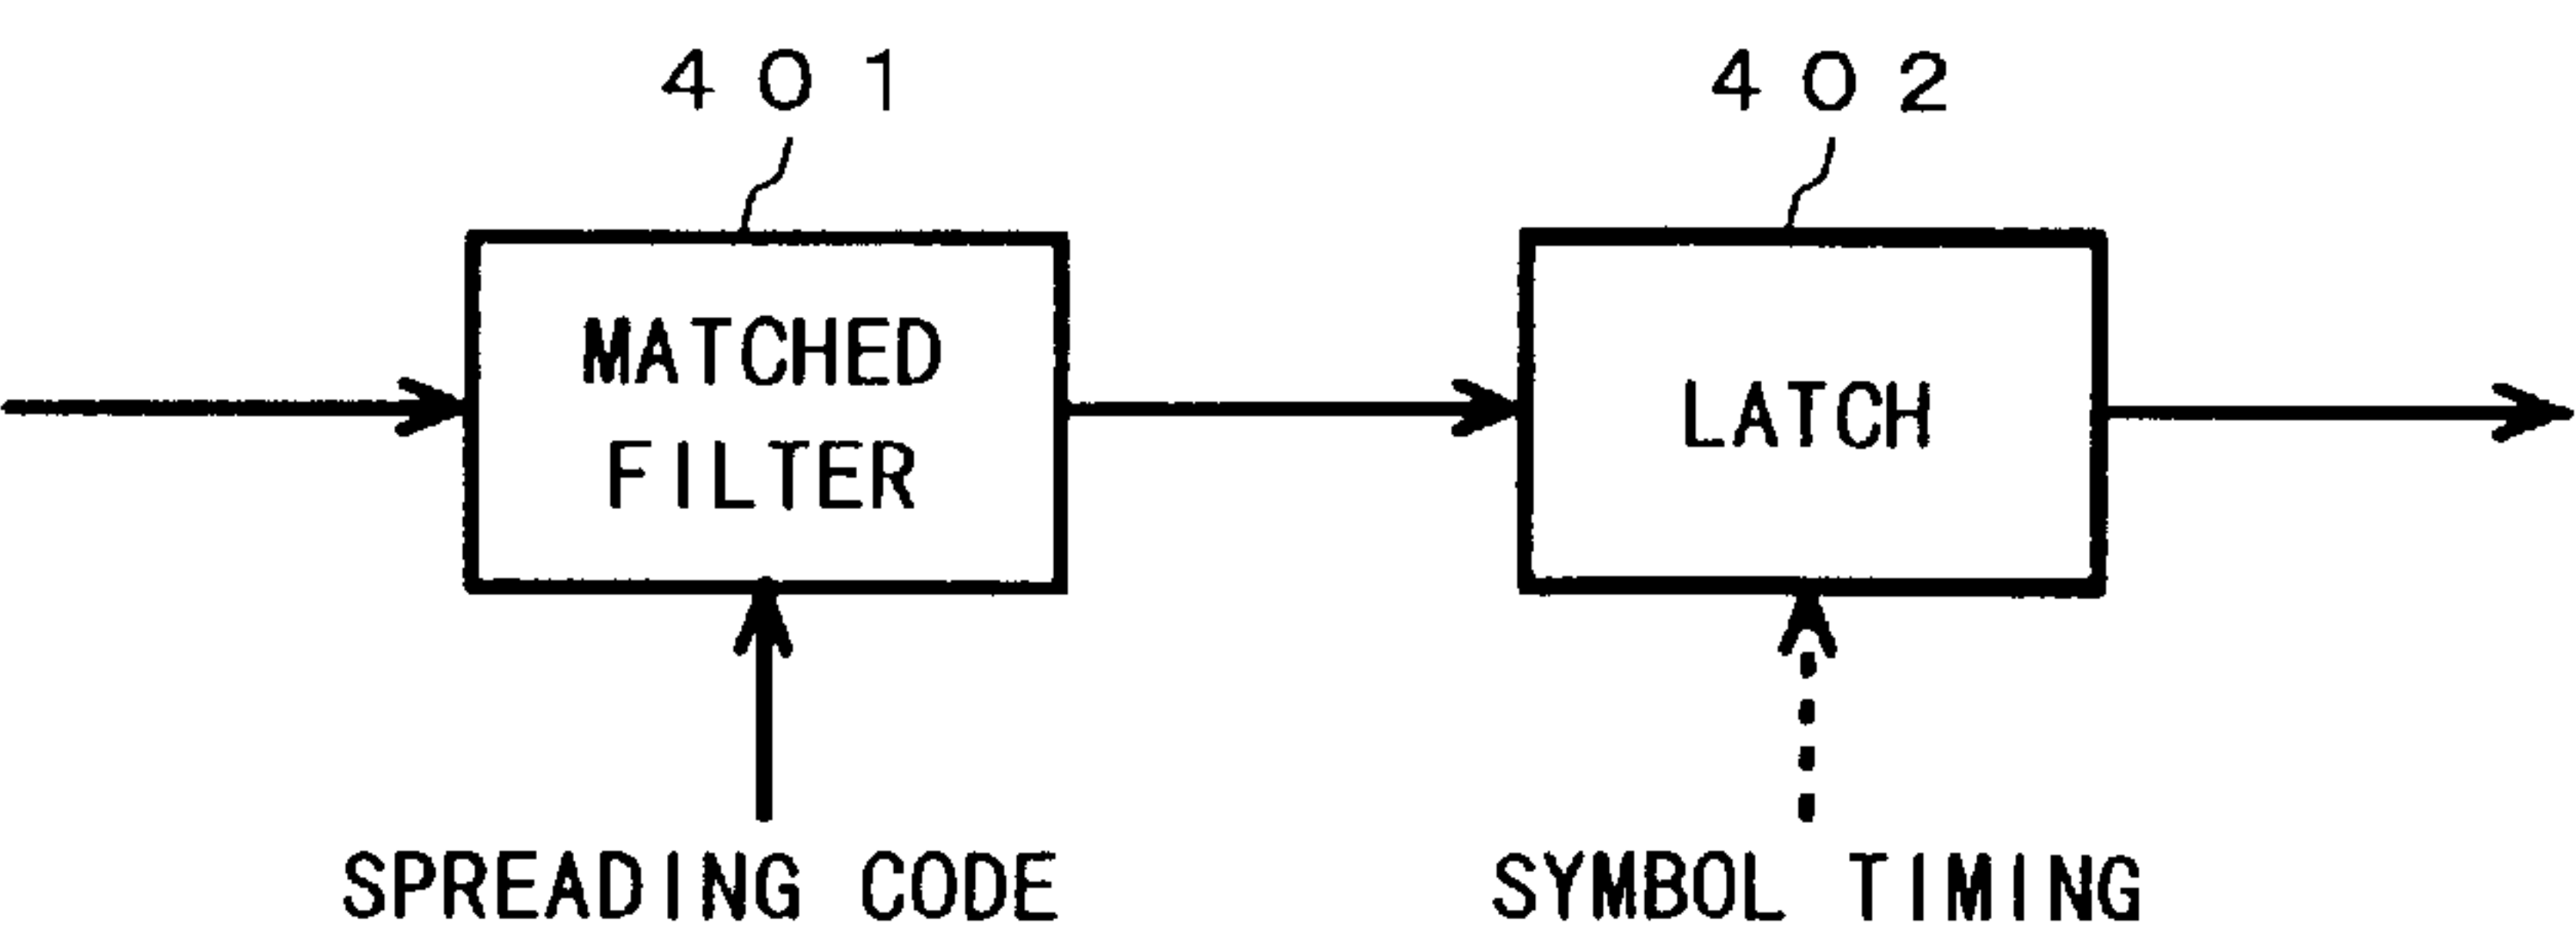 401
402
MATCHED
FILTER
LATCH
SPREADING CODE
SYMBOL TIMING